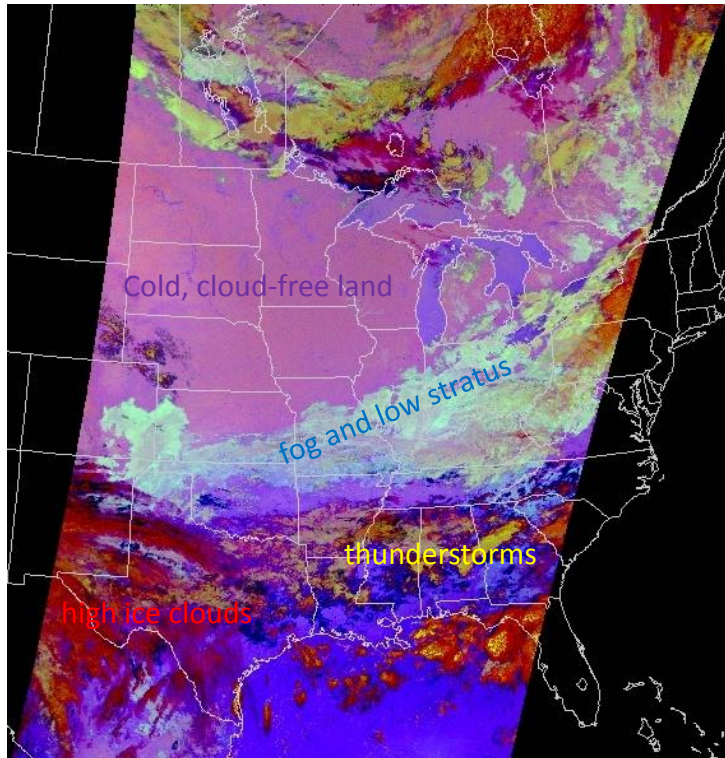 Cold, cloud-free land
fog and low stratus
thunderstorms
high ice clouds